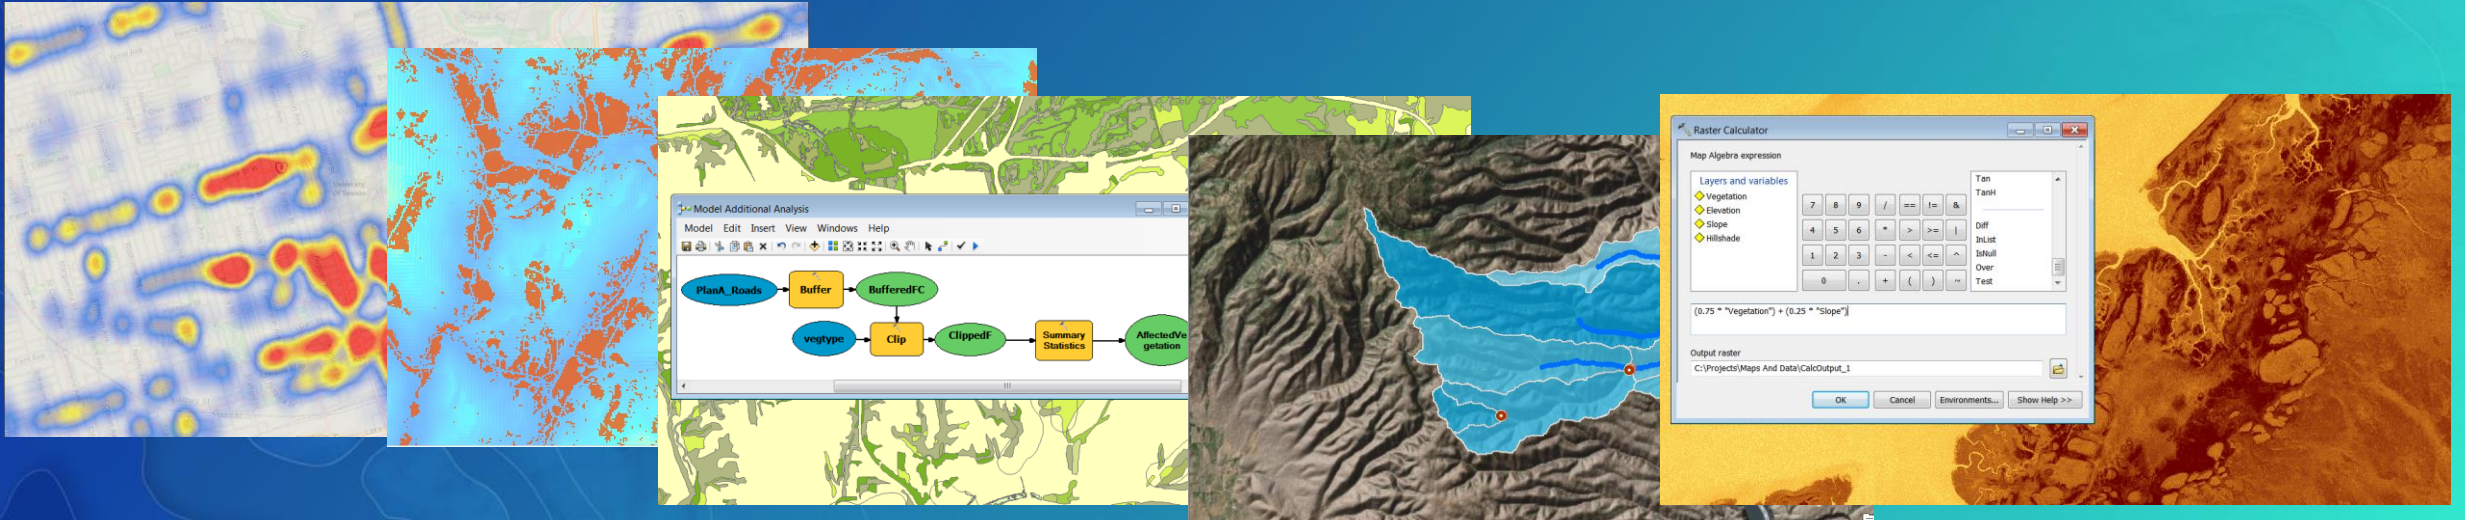 University
Of Nevada
Model Additional Analysis
Model Edit Insert View Windows Help
PlanA_Roads
Buffer
BufferedFC
vegtype
Clip
ClippedF
Summary
Statistics
AffectedVe
getation
Raster Calculator
Map Algebra expression
Layers and variables
Vegetation
Elevation
Slope
Hillshade
7 8 9 / == != &
4 5 6 * > >= |
1 2 3 - < <= ^
0 . + ( ) ~
Tan
TanH
Diff
InList
IsNull
Over
Test
(0.75 * "Vegetation") + (0.25 * "Slope")
Output raster
C:\Projects\Maps And Data\CalcOutput_1
OK Cancel Environments... Show Help >>